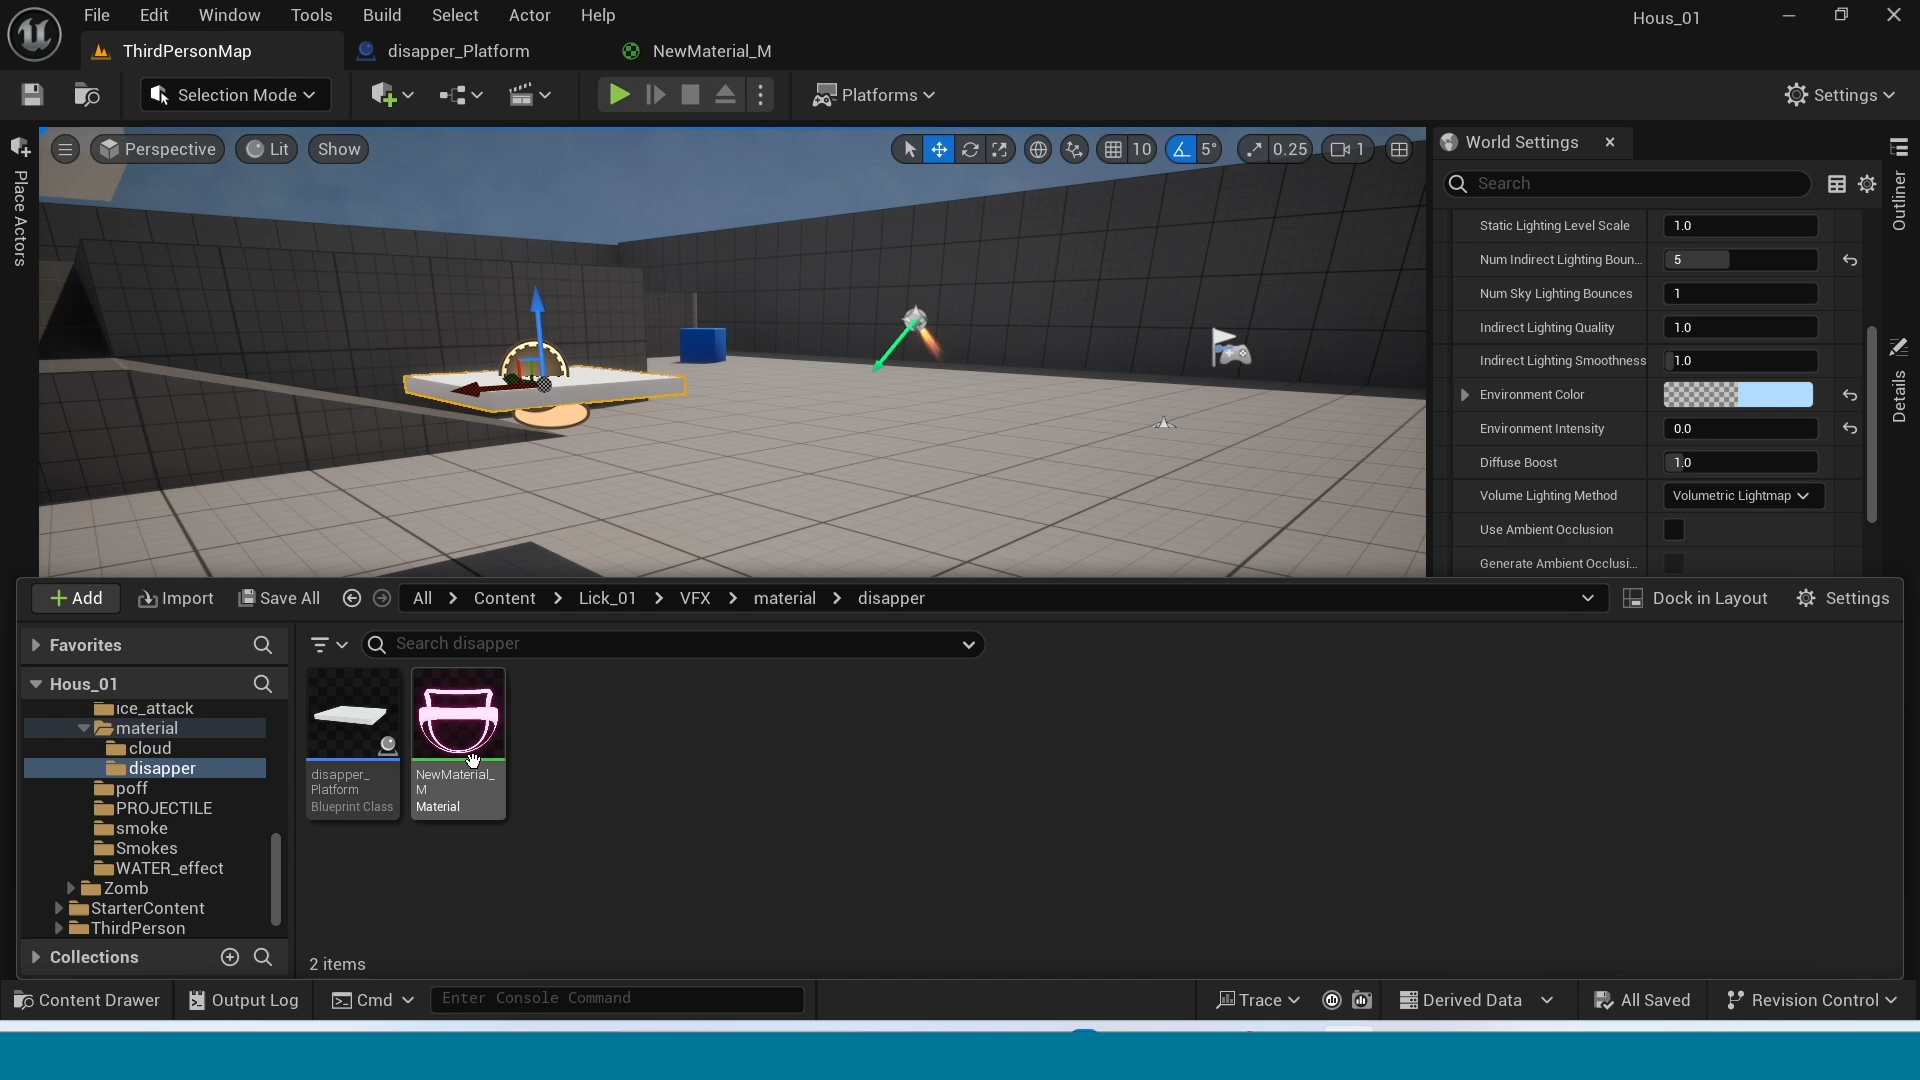 File Edit Window Tools Build Select Actor Help
Hous_01
ThirdPersonMap disapper_Platform NewMaterial_M
Selection Mode Platforms Settings
Place Actors
Perspective Lit Show 10 5° 0.25 1
World Settings
Search
Outliner
Details
Static Lighting Level Scale 1.0
Num Indirect Lighting Boun... 5
Num Sky Lighting Bounces 1
Indirect Lighting Quality 1.0
Indirect Lighting Smoothness 1.0
Environment Color
Environment Intensity 0.0
Diffuse Boost 1.0
Volume Lighting Method Volumetric Lightmap
Use Ambient Occlusion
Generate Ambient Occlusi...
Add Import Save All All Content Lick_01 VFX material disapper Dock in Layout Settings
Favorites
Search disapper
Hous_01
ice_attack
material
cloud
disapper
poff
PROJECTILE
smoke
Smokes
WATER_effect
Zomb
StarterContent
ThirdPerson
Collections
disapper_
Platform
Blueprint Class
NewMaterial_
M
Material
2 items
Content Drawer Output Log Cmd Enter Console Command Trace Derived Data All Saved Revision Control